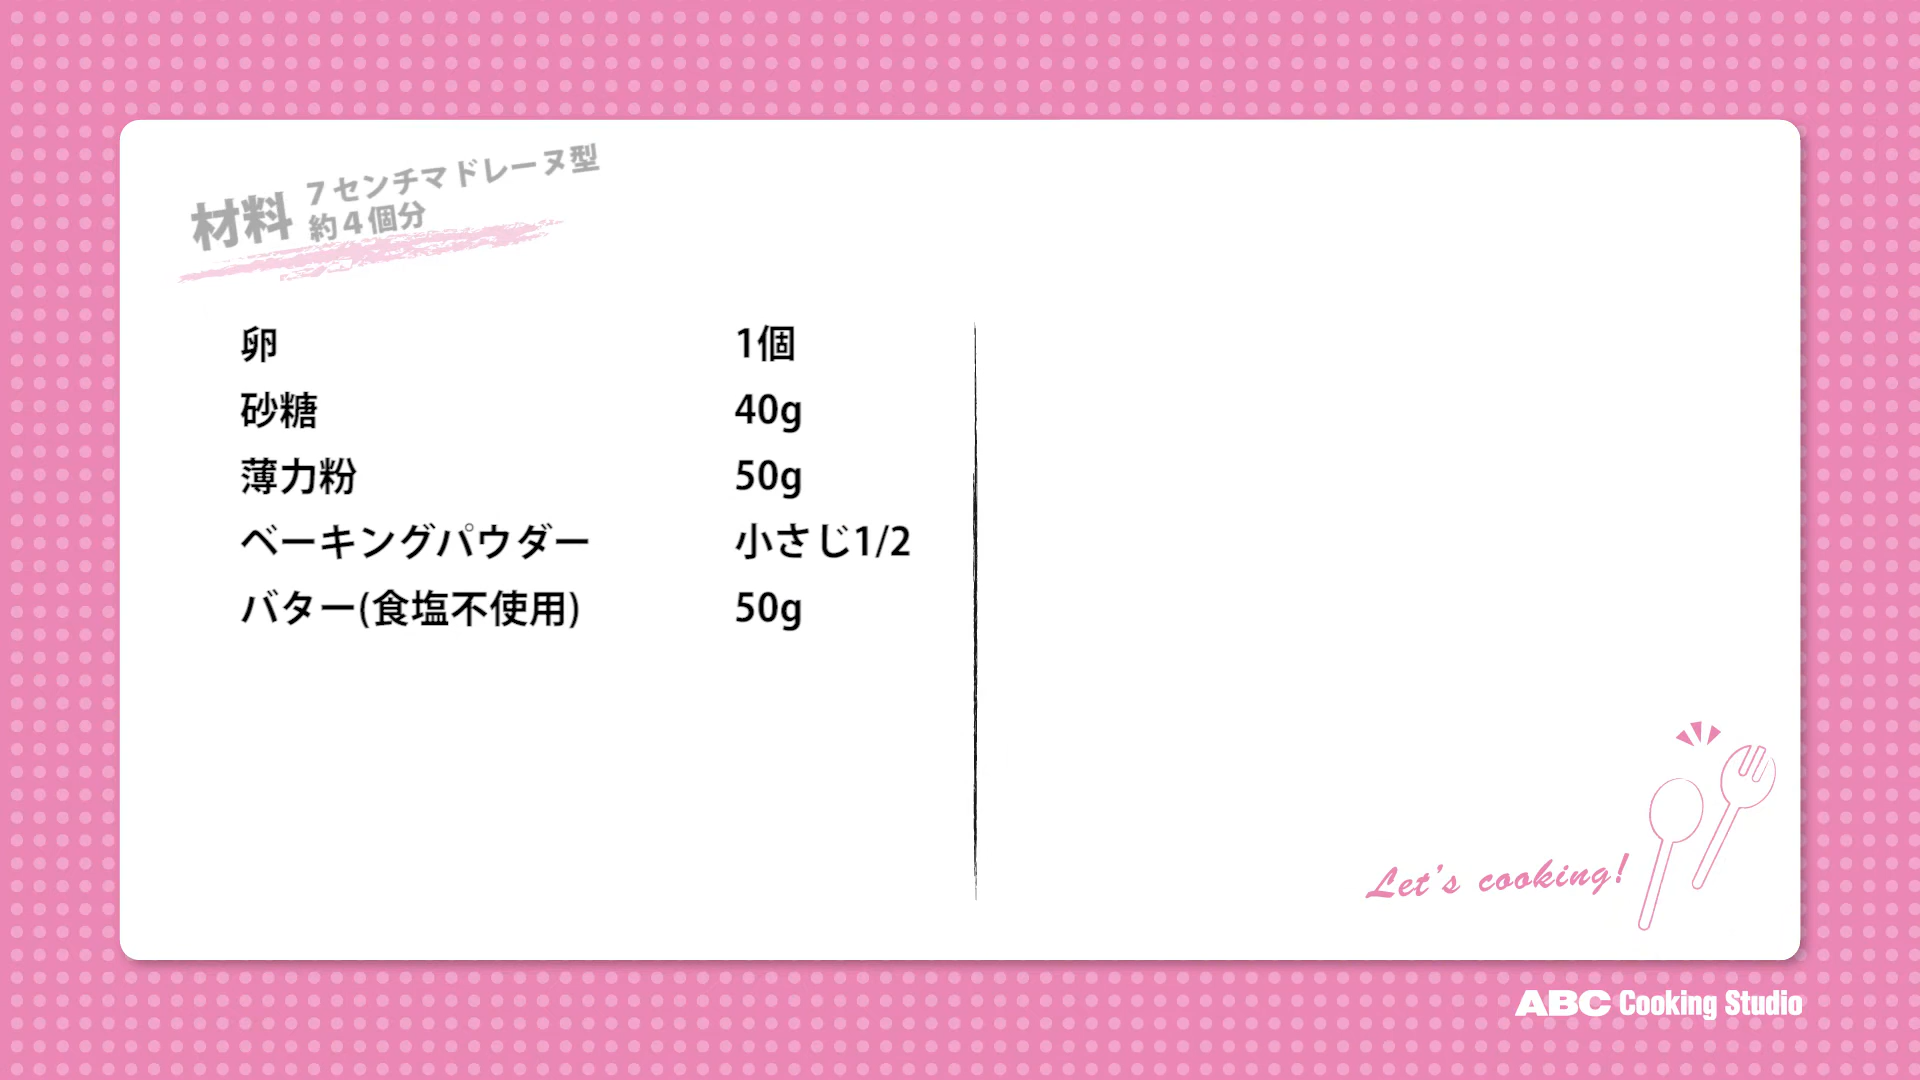 材料
7センチマドレーヌ型
約4個分
卵 1個
砂糖 40g
薄力粉 50g
ベーキングパウダー 小さじ1/2
バター(食塩不使用) 50g
Let's cooking!
ABC Cooking Studio